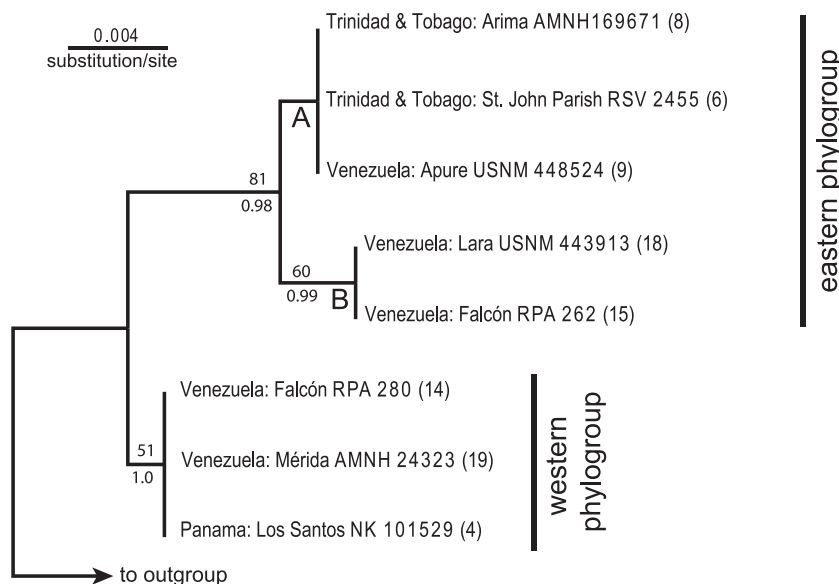 0.004
substitution/site
Trinidad & Tobago: Arima AMNH169671 (8)
A
Trinidad & Tobago: St. John Parish RSV 2455 (6)
Venezuela: Apure USNM 448524 (9)
81
0.98
Venezuela: Lara USNM 443913 (18)
60
0.99
B
Venezuela: Falcón RPA 262 (15)
eastern phylogroup
Venezuela: Falcón RPA 280 (14)
51
1.0
Venezuela: Mérida AMNH 24323 (19)
Panama: Los Santos NK 101529 (4)
western
phylogroup
to outgroup